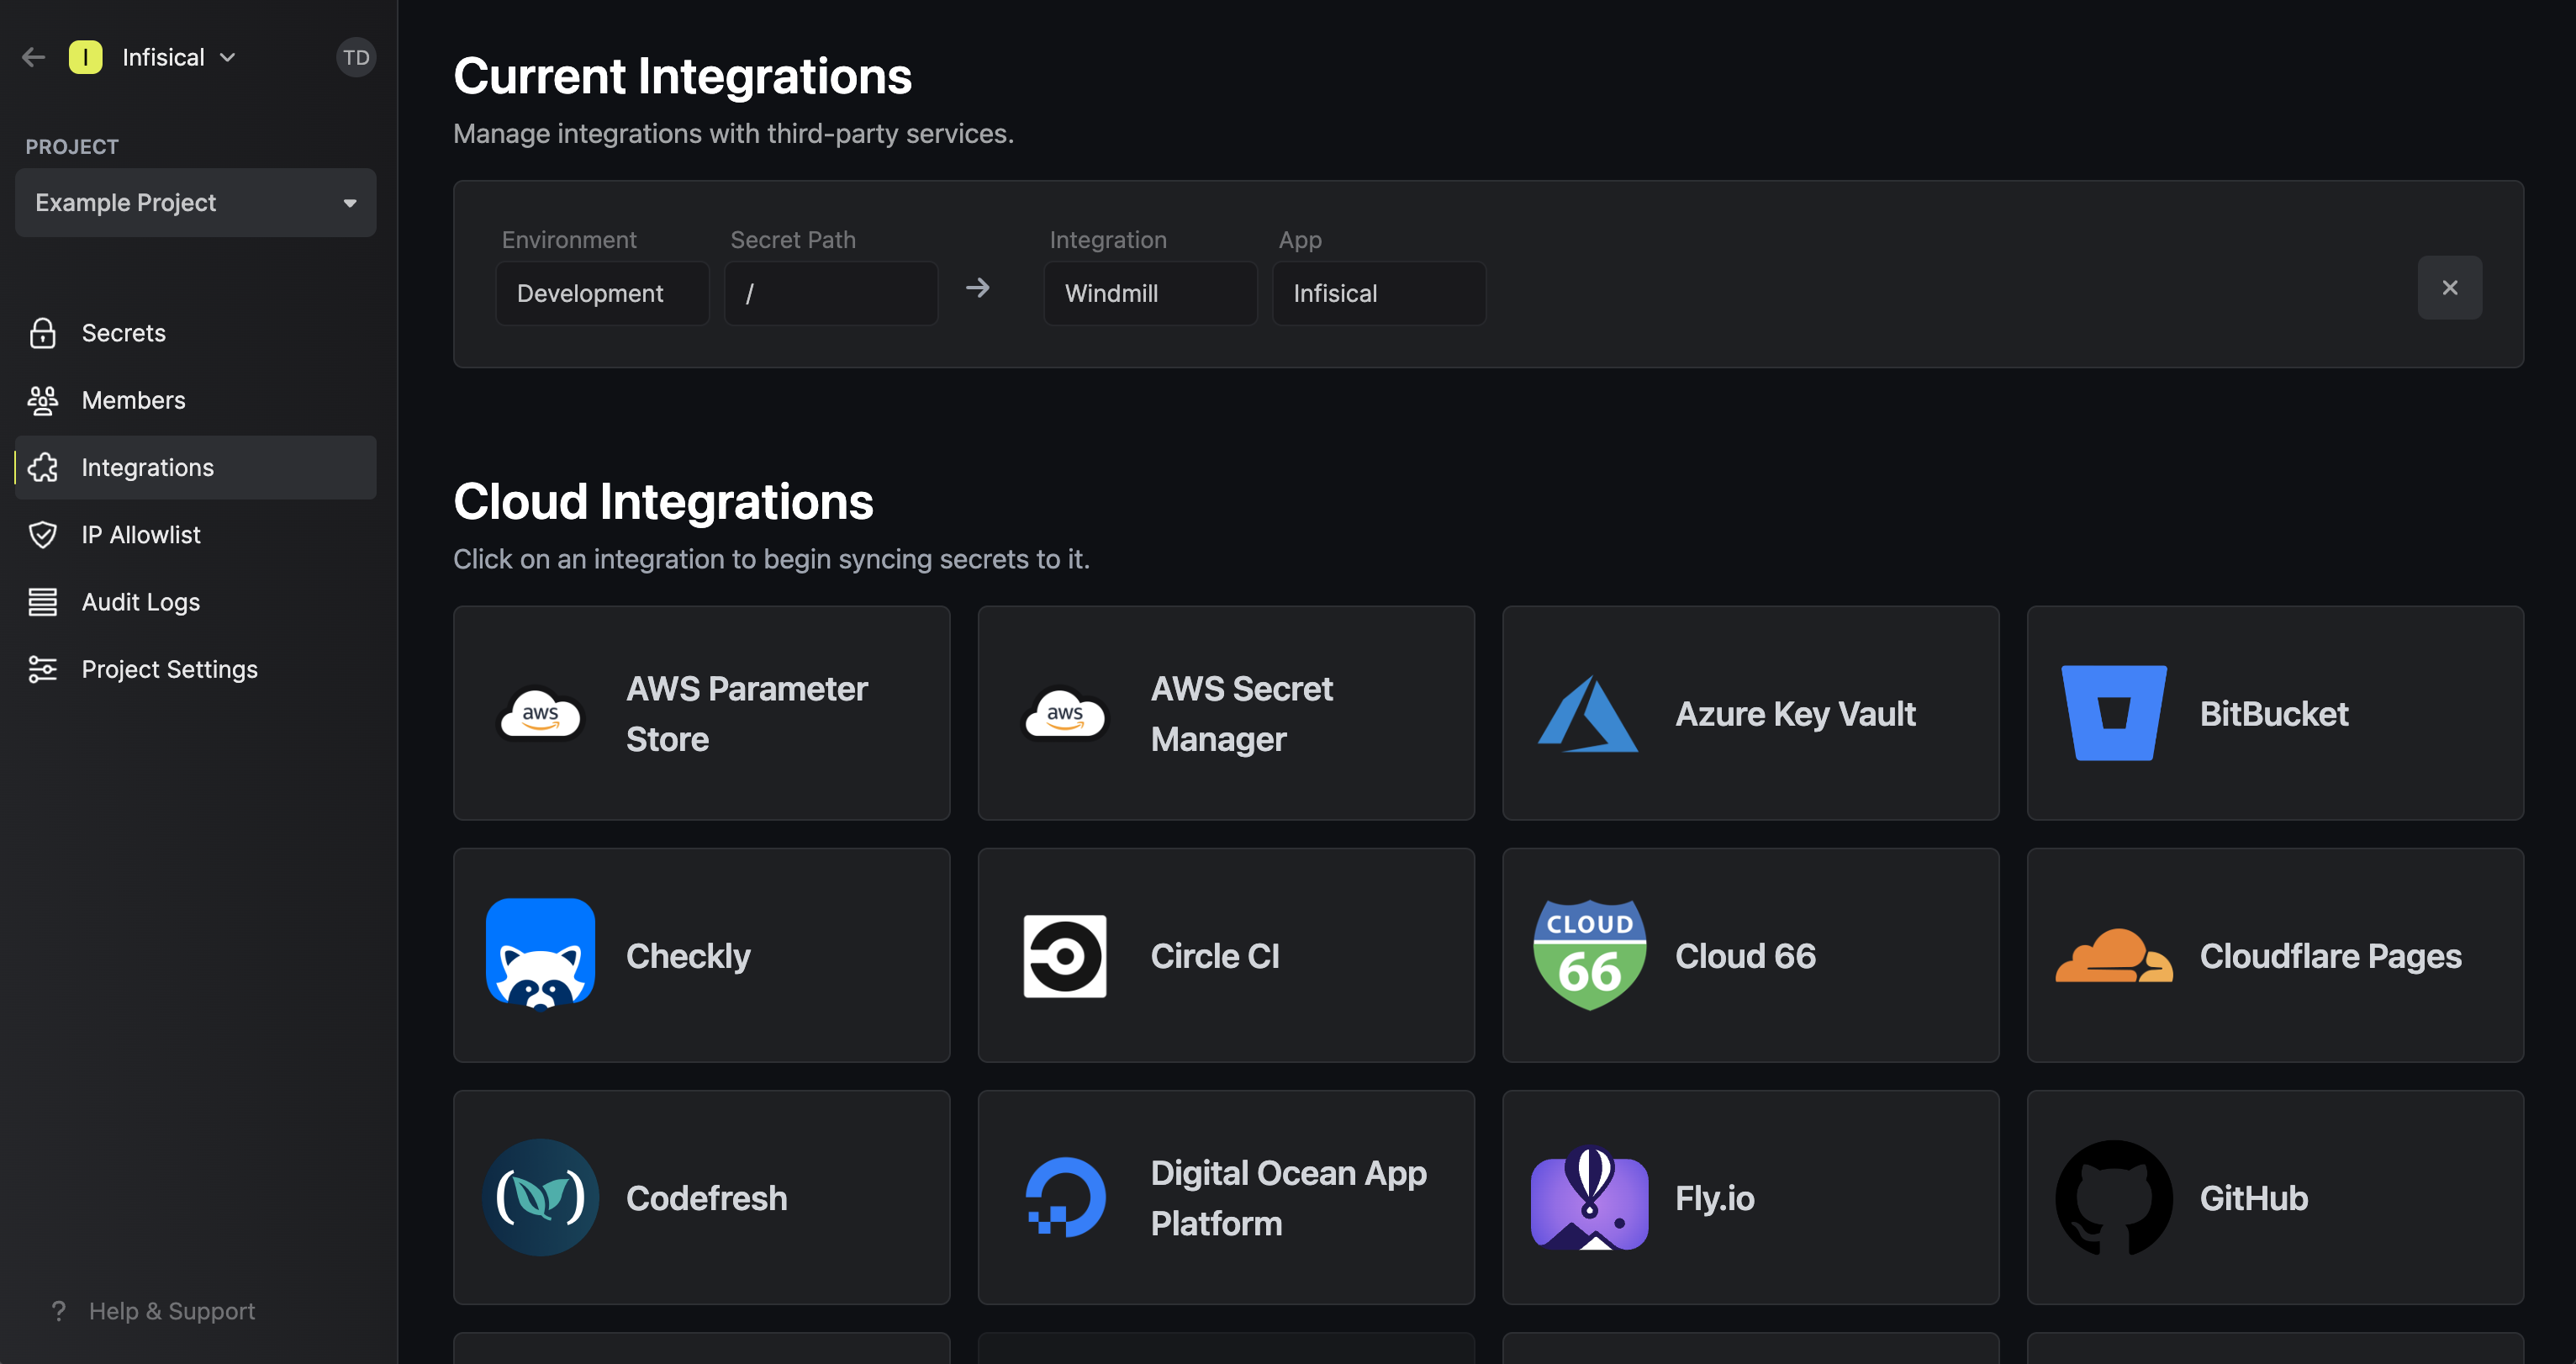 I
Infisical
TD
PROJECT
Example Project
Secrets
Members
Integrations
IP Allowlist
Audit Logs
Project Settings
? Help & Support
Current Integrations
Manage integrations with third-party services.
Environment
Secret Path
Integration
App
Development
/
Windmill
Infisical
Cloud Integrations
Click on an integration to begin syncing secrets to it.
aws
AWS Parameter
Store
aws
AWS Secret
Manager
Azure Key Vault
BitBucket
Checkly
Circle CI
CLOUD
66
Cloud 66
Cloudflare Pages
Codefresh
Digital Ocean App
Platform
Fly.io
GitHub